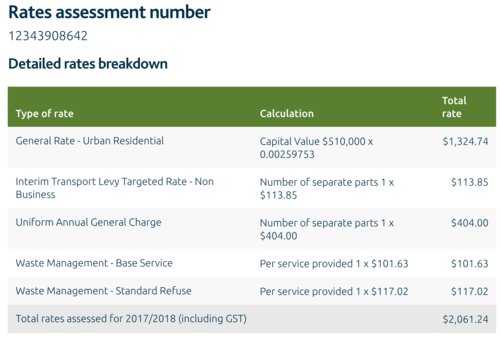 Rates assessment number
12343908642
Detailed rates breakdown
Type of rate Calculation Total rate
General Rate - Urban Residential Capital Value $510,000 x 0.00259753 $1,324.74
Interim Transport Levy Targeted Rate - Non Business Number of separate parts 1 x $113.85 $113.85
Uniform Annual General Charge Number of separate parts 1 x $404.00 $404.00
Waste Management - Base Service Per service provided 1 x $101.63 $101.63
Waste Management - Standard Refuse Per service provided 1 x $117.02 $117.02
Total rates assessed for 2017/2018 (including GST) $2,061.24